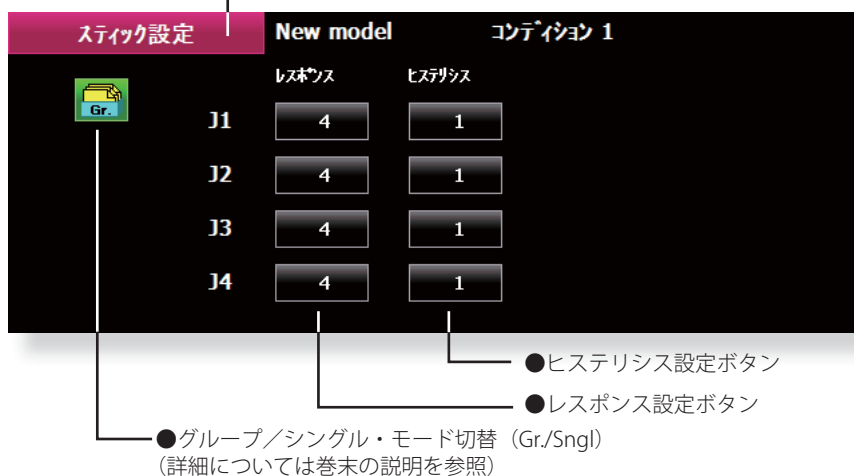 スティック設定 New model コンディション 1
レスポンス ヒステリシス
Gr.
J1 4 1
J2 4 1
J3 4 1
J4 4 1
●ヒステリシス設定ボタン
●レスポンス設定ボタン
●グループ／シングル・モード切替（Gr./Sngl）
（詳細については巻末の説明を参照）